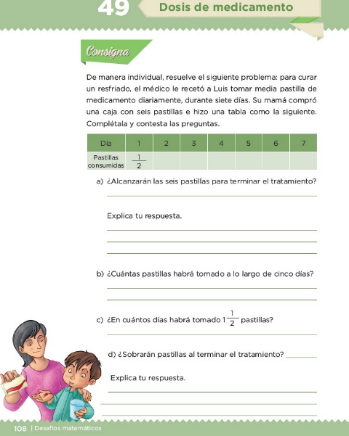 49
Dosis de medicamento
Consigna
De manera individual, resuelve el siguiente problema: para curar
un resfriado, el médico le recetó a Luis tomar media pastilla de
medicamento diariamente, durante siete días. Su mamá compró
una caja con seis pastillas e hizo una tabla como la siguiente.
Complétala y contesta las preguntas.
Día 1 2 3 4 5 6 7
Pastillas consumidas 1/2
a) ¿Alcanzarán las seis pastillas para terminar el tratamiento?
Explica tu respuesta.
b) ¿Cuántas pastillas habrá tomado a lo largo de cinco días?
c) ¿En cuántos días habrá tomado 1 1/2 pastillas?
d) ¿Sobrarán pastillas al terminar el tratamiento?
Explica tu respuesta.
108 | Desafíos matemáticos